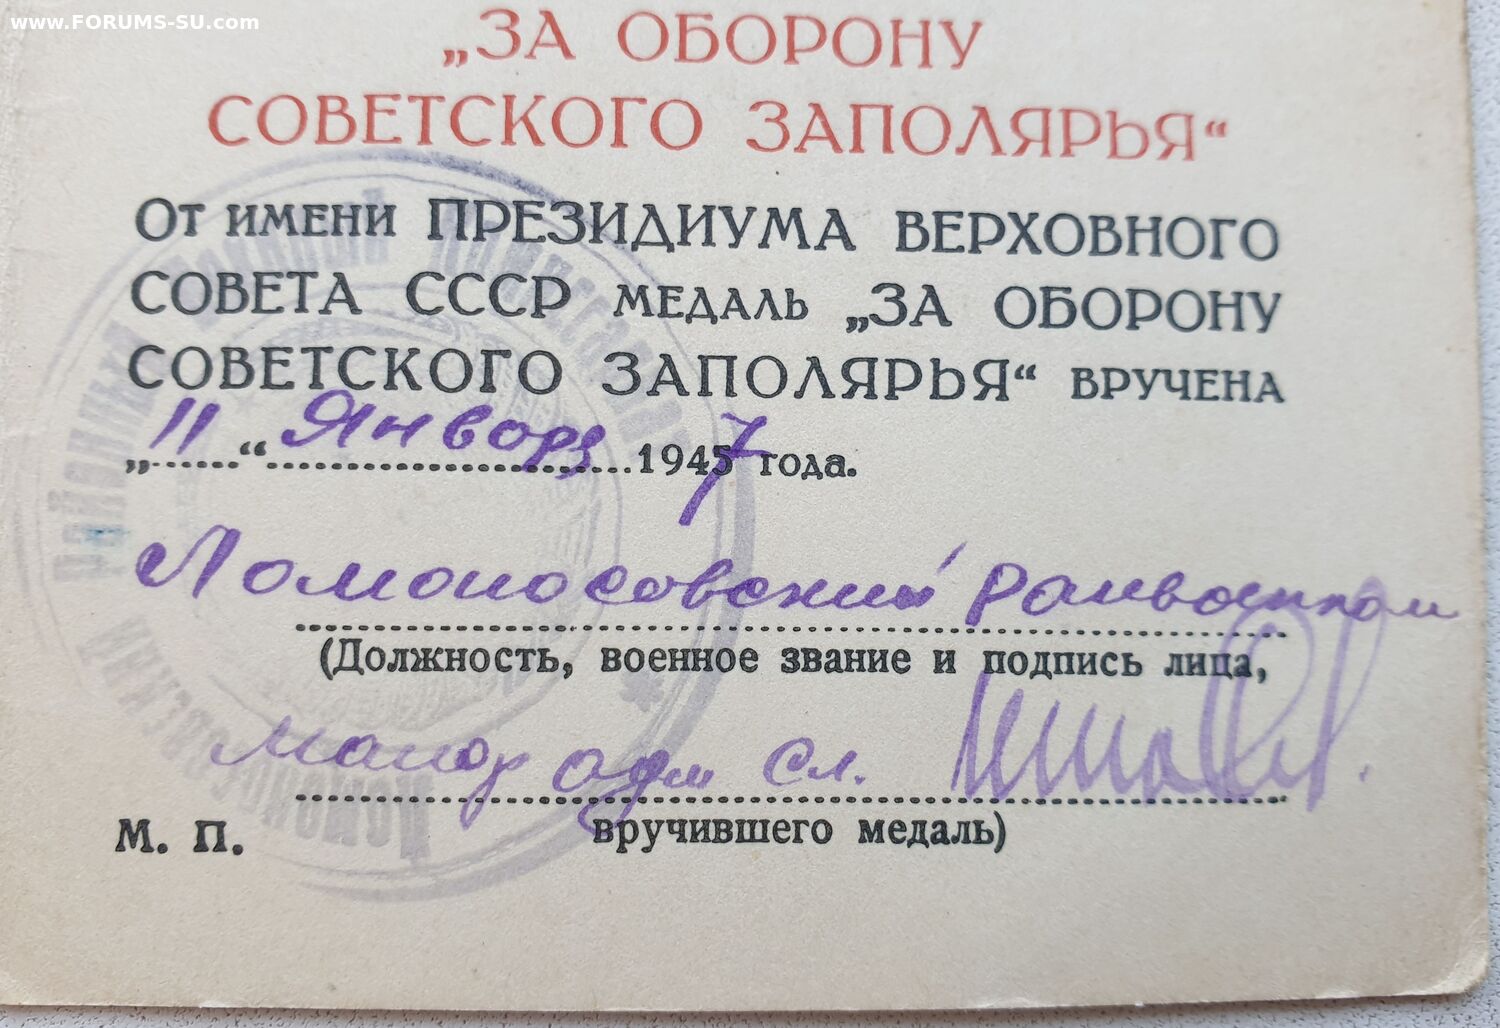 www.FORUMS-SU.com
„ЗА ОБОРОНУ
СОВЕТСКОГО ЗАПОЛЯРЬЯ“
От имени ПРЕЗИДИУМА ВЕРХОВНОГО
СОВЕТА СССР медаль „ЗА ОБОРОНУ
СОВЕТСКОГО ЗАПОЛЯРЬЯ“ вручена
„11“ Января 1947 года.
Ломоносовский райвоенком
(Должность, военное звание и подпись лица,
майор адм сл.
вручившего медаль)
М. П.